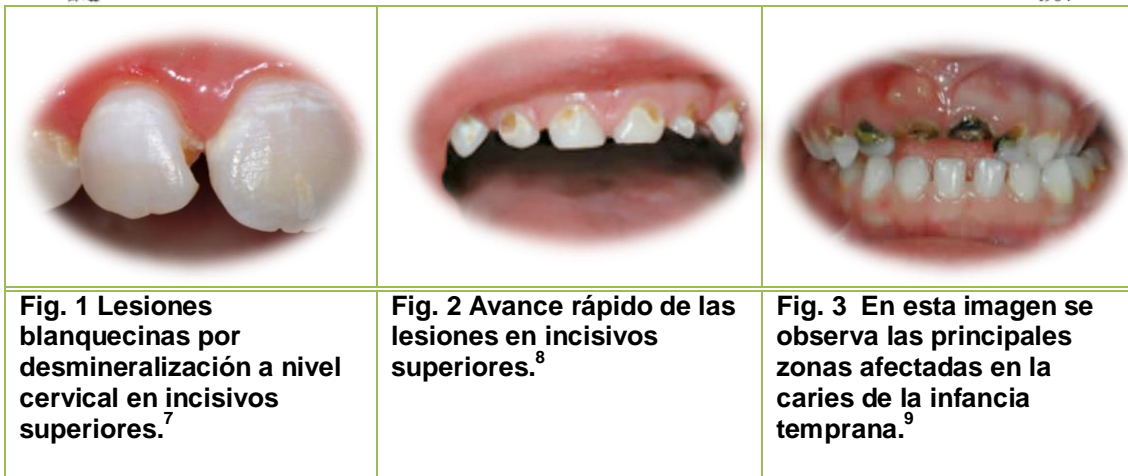 Fig. 1 Lesiones
blanquecinas por
desmineralización a nivel
cervical en incisivos
superiores.7
Fig. 2 Avance rápido de las
lesiones en incisivos
superiores.8
Fig. 3 En esta imagen se
observa las principales
zonas afectadas en la
caries de la infancia
temprana.9